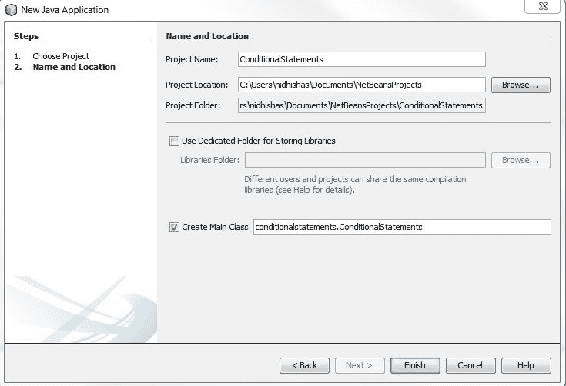 New Java Application
Steps
1. Choose Project
2. Name and Location
Name and Location
Project Name: ConditionalStatements
Project Location: C:\Users\nidhishas\Documents\NetBeansProjects Browse...
Project Folder: rs\nidhishas\Documents\NetBeansProjects\ConditionalStatements
Use Dedicated Folder for Storing Libraries
Libraries Folder: Browse...
Different users and projects can share the same compilation
libraries (see Help for details).
Create Main Class conditionalstatements.ConditionalStatements
< Back Next > Finish Cancel Help